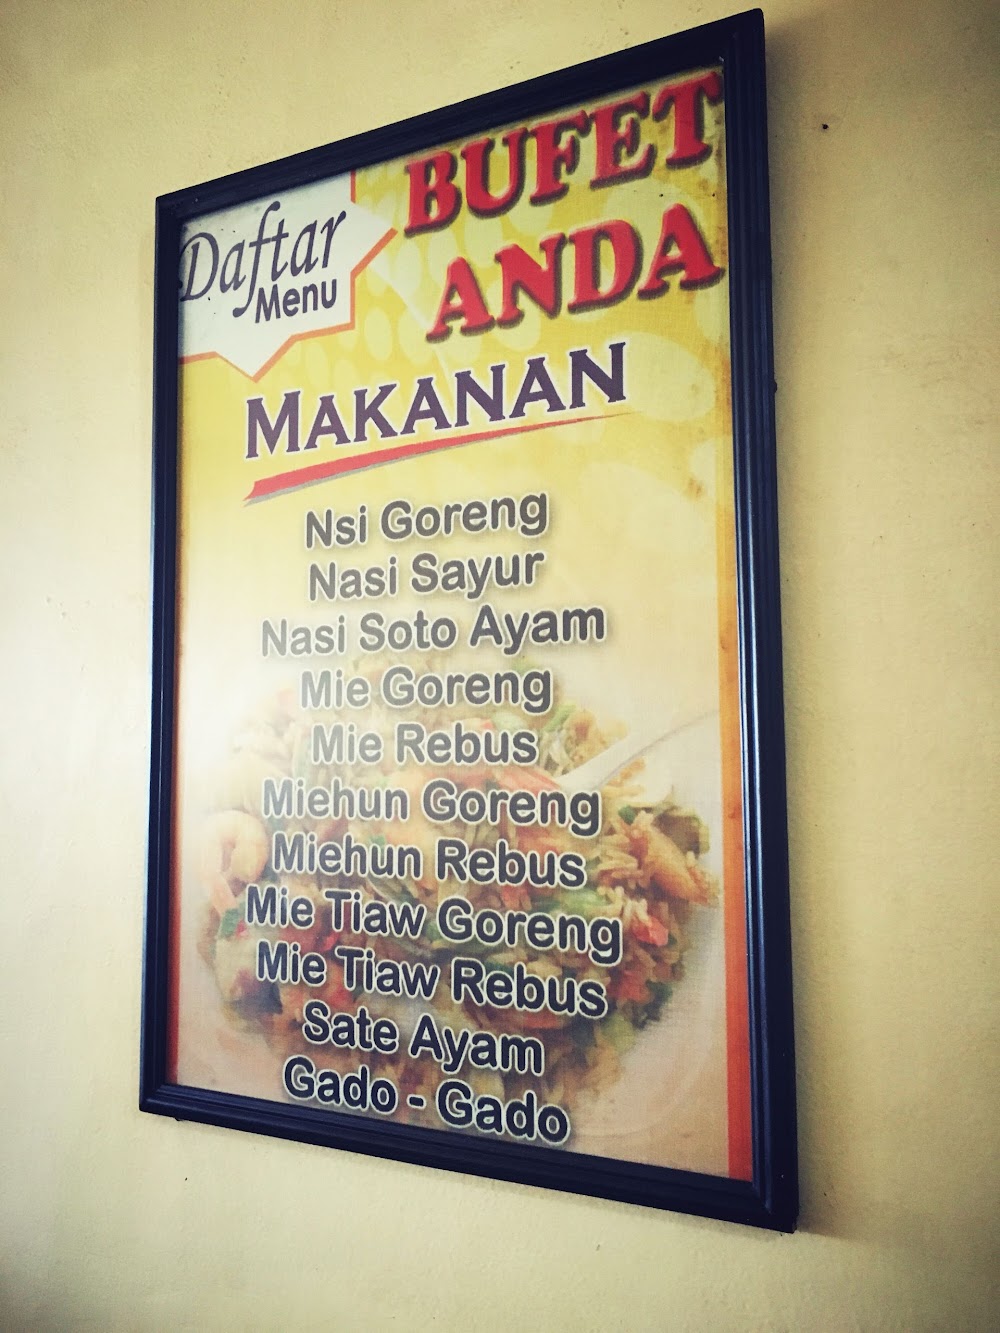 Daftar
Menu
BUFET
ANDA
MAKANAN
Nsi Goreng
Nasi Sayur
Nasi Soto Ayam
Mie Goreng
Mie Rebus
Miehun Goreng
Miehun Rebus
Mie Tiaw Goreng
Mie Tiaw Rebus
Sate Ayam
Gado - Gado